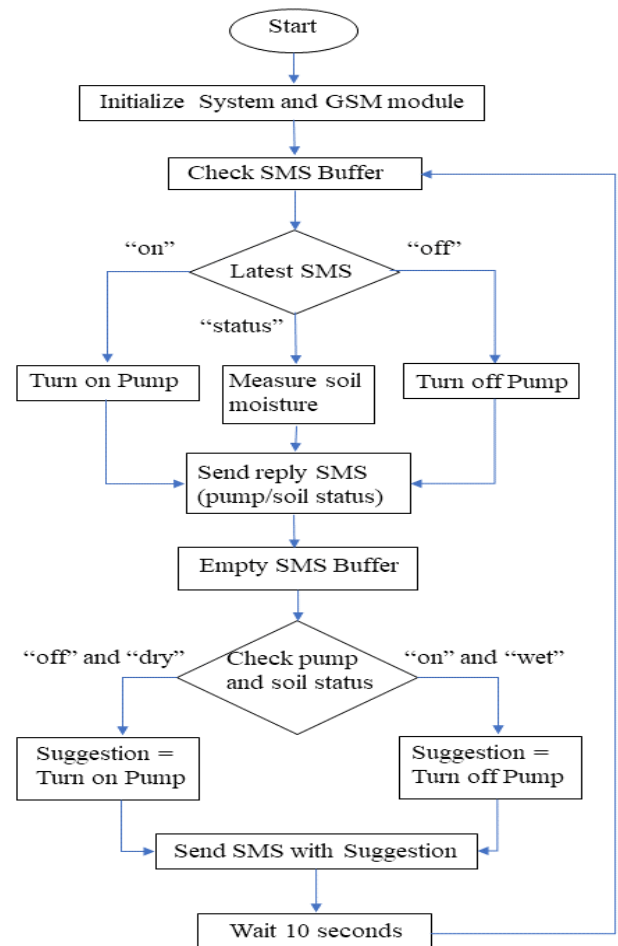 Start
Initialize System and GSM module
Check SMS Buffer
“on”
“off”
Latest SMS
“status”
Turn on Pump
Measure soil
moisture
Turn off Pump
Send reply SMS
(pump/soil status)
Empty SMS Buffer
“off” and “dry”
“on” and “wet”
Check pump
and soil status
Suggestion =
Turn on Pump
Suggestion =
Turn off Pump
Send SMS with Suggestion
Wait 10 seconds